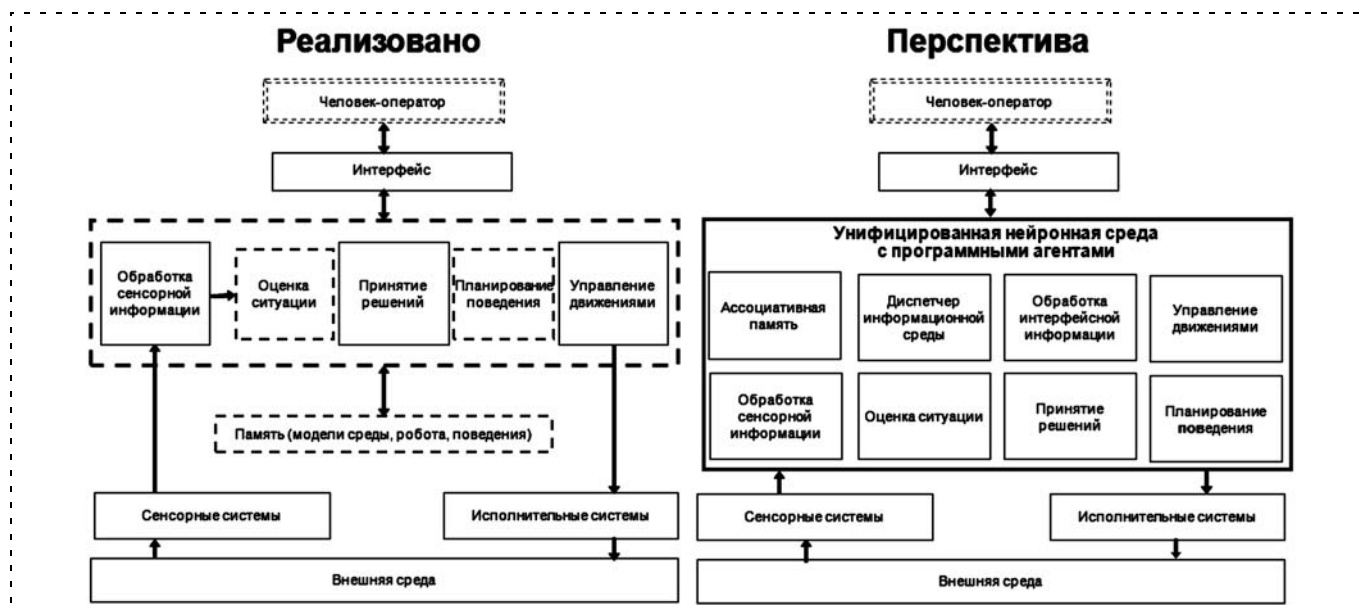 Реализовано
Человек-оператор
Интерфейс
Обработка
сенсорной
информации
Оценка
ситуации
Принятие
решений
Планирование
поведения
Управление
движениями
Память (модели среды, робота, поведения)
Сенсорные системы
Исполнительные системы
Внешняя среда
Перспектива
Человек-оператор
Интерфейс
Унифицированная нейронная среда
с программными агентами
Ассоциативная
память
Диспетчер
информационной
среды
Обработка
интерфейсной
информации
Управление
движениями
Обработка
сенсорной
информации
Оценка ситуации
Принятие
решений
Планирование
поведения
Сенсорные системы
Исполнительные системы
Внешняя среда